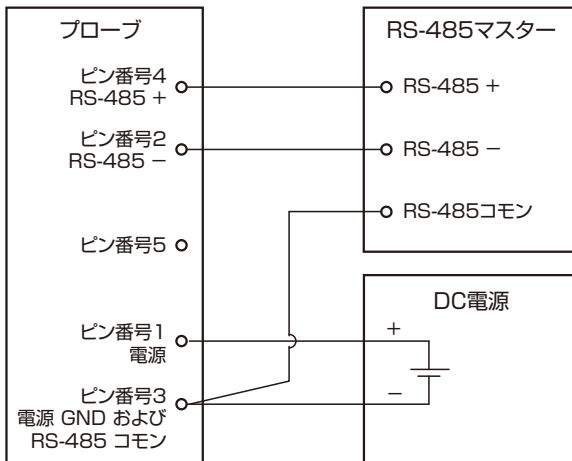 プローブ
ピン番号4
RS-485 +
ピン番号2
RS-485 −
ピン番号5
ピン番号1
電源
ピン番号3
電源 GND および
RS-485 コモン
RS-485マスター
RS-485 +
RS-485 −
RS-485コモン
DC電源
+
−